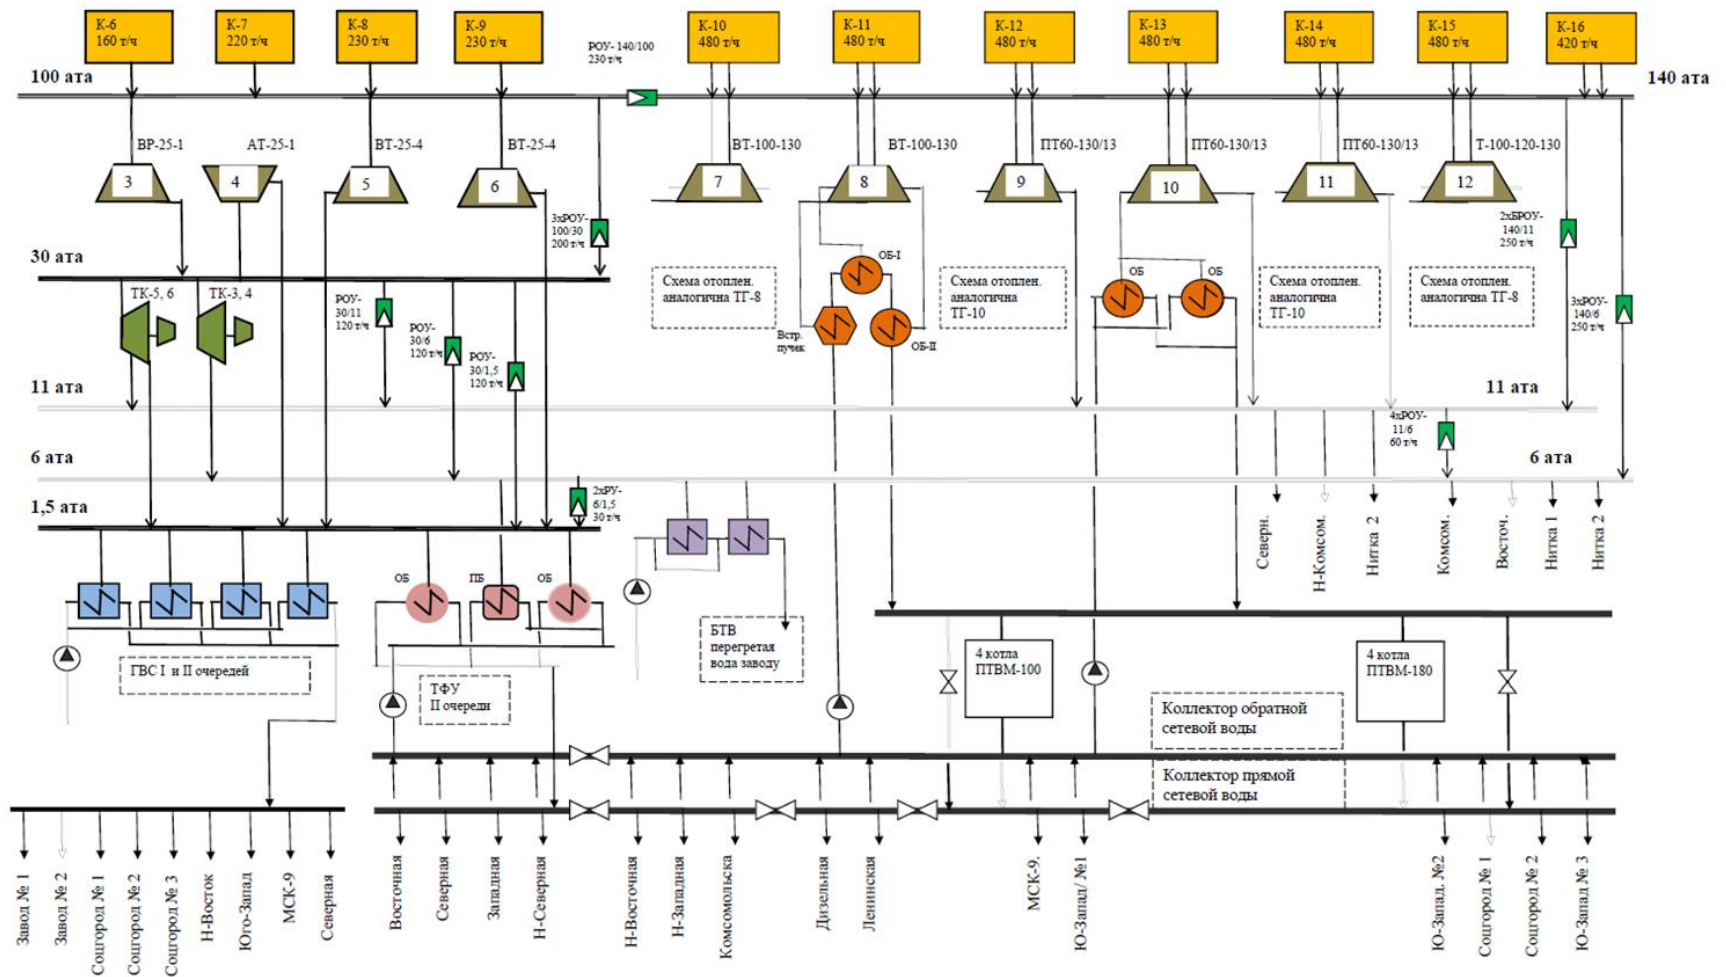 К-6
160 т/ч
К-7
220 т/ч
К-8
230 т/ч
К-9
230 т/ч
РОУ- 140/100
230 т/ч
К-10
480 т/ч
К-11
480 т/ч
К-12
480 т/ч
К-13
480 т/ч
К-14
480 т/ч
К-15
480 т/ч
К-16
420 т/ч
100 ата
140 ата
ВР-25-1
АТ-25-1
ВТ-25-4
ВТ-25-4
ВТ-100-130
ВТ-100-130
ПТ60-130/13
ПТ60-130/13
ПТ60-130/13
Т-100-120-130
3
4
5
6
7
8
9
10
11
12
3хРОУ-
100/30
200 т/ч
2хБРОУ-
140/11
250 т/ч
30 ата
ТК-5, 6
ТК-3, 4
РОУ-
30/11
120 т/ч
РОУ-
30/6
120 т/ч
РОУ-
30/1,5
120 т/ч
Схема отоплен.
аналогична ТГ-8
ОБ-I
Встр.
пучек
ОБ-II
Схема отоплен.
аналогична
ТГ-10
ОБ
ОБ
Схема отоплен.
аналогична
ТГ-10
Схема отоплен.
аналогична ТГ-8
3хРОУ-
140/6
250 т/ч
11 ата
11 ата
4хРОУ-
11/6
60 т/ч
6 ата
6 ата
2хРУ-
6/1,5
30 т/ч
1,5 ата
Северн.
Н-Комсом.
Нитка 2
Комсом.
Восточ.
Нитка 1
Нитка 2
ОБ
ПБ
ОБ
ГВС I и II очередей
ТФУ
II очереди
БТВ
перегретая
вода заводу
4 котла
ПТВМ-100
4 котла
ПТВМ-180
Коллектор обратной
сетевой воды
Коллектор прямой
сетевой воды
Завод № 1
Завод № 2
Соцгород № 1
Соцгород № 2
Соцгород № 3
Н-Восток
Юго-Запад
МСК-9
Северная
Восточная
Северная
Западная
Н-Северная
Н-Восточная
Н-Западная
Комсомольска
Дизельная
Ленинская
МСК-9.
Ю-Запад/ №1
Ю-Запад. №2
Соцгород № 1
Соцгород № 2
Ю-Запад № 3